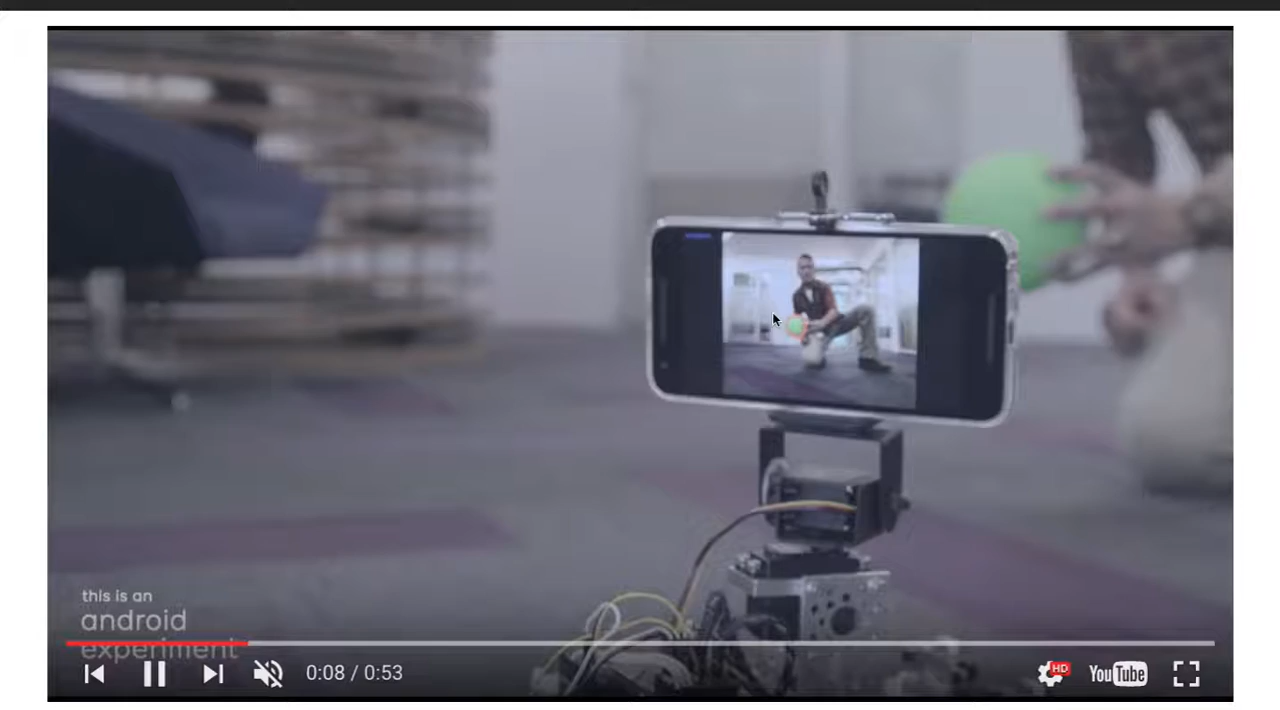 this is an
android
experiment
0:08 / 0:53
HD
YouTube